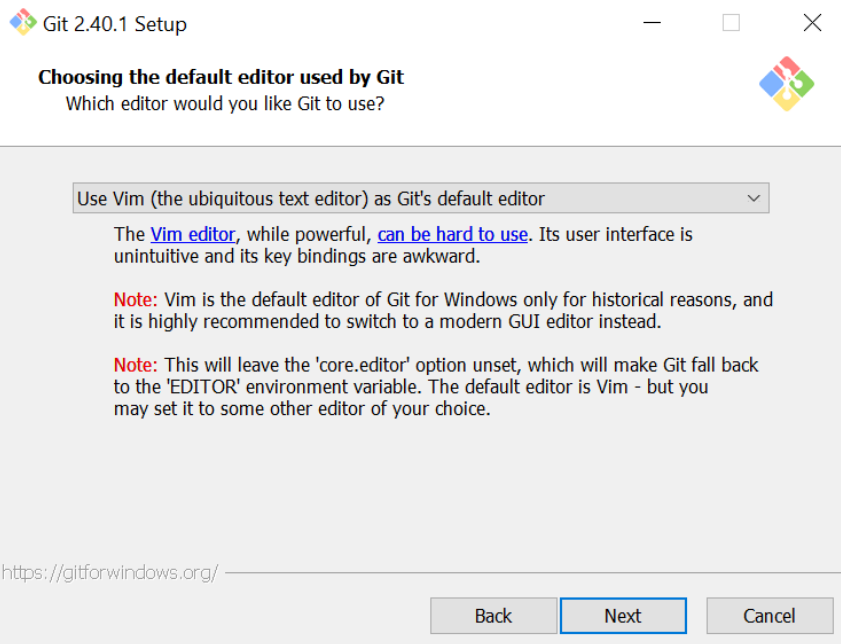 Git 2.40.1 Setup
Choosing the default editor used by Git
Which editor would you like Git to use?
Use Vim (the ubiquitous text editor) as Git's default editor
The Vim editor, while powerful, can be hard to use. Its user interface is
unintuitive and its key bindings are awkward.
Note: Vim is the default editor of Git for Windows only for historical reasons, and
it is highly recommended to switch to a modern GUI editor instead.
Note: This will leave the 'core.editor' option unset, which will make Git fall back
to the 'EDITOR' environment variable. The default editor is Vim - but you
may set it to some other editor of your choice.
https://gitforwindows.org/
Back
Next
Cancel